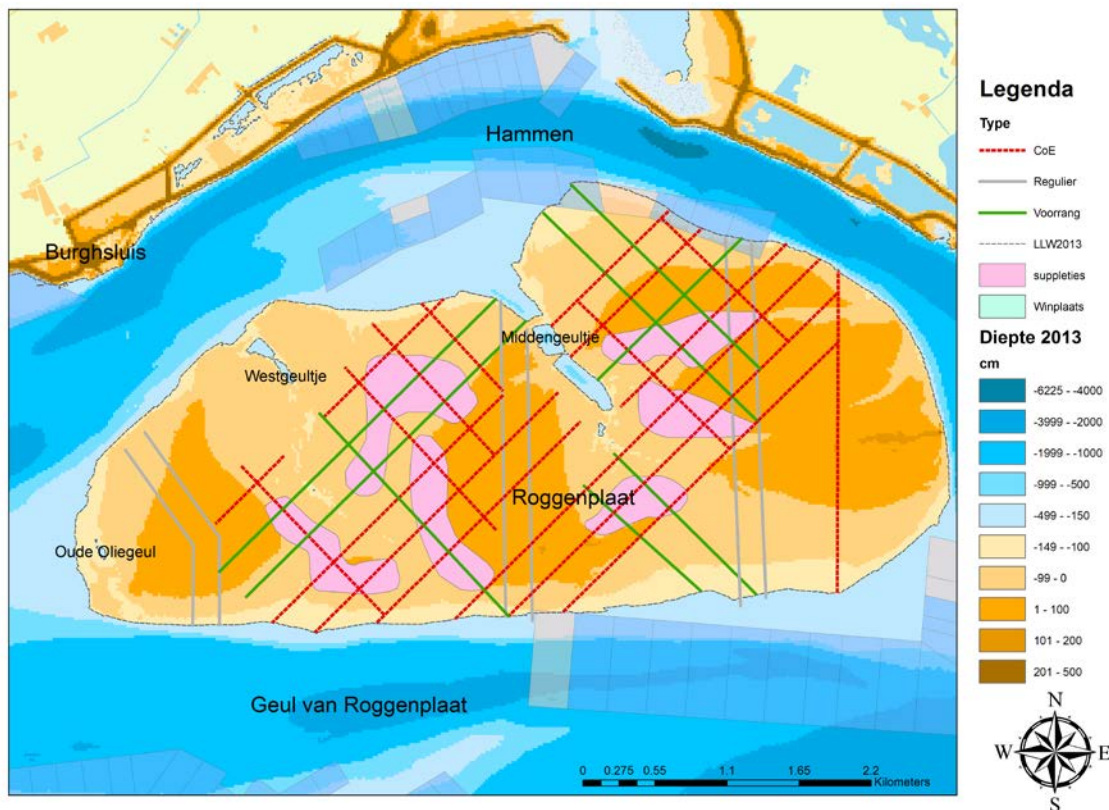 Hammen
Burghsluis
Middengeultje
Westgeultje
Roggenplaat
Oude Oliegeul
Geul van Roggenplaat
0 0.275 0.55 1.1 1.65 2.2
Kilometers
Legenda
Type
CoE
Regulier
Voorrang
LLW2013
suppleties
Winplaats
Diepte 2013
cm
-6225 - -4000
-3999 - -2000
-1999 - -1000
-999 - -500
-499 - -150
-149 - -100
-99 - 0
1 - 100
101 - 200
201 - 500
N
W E
S